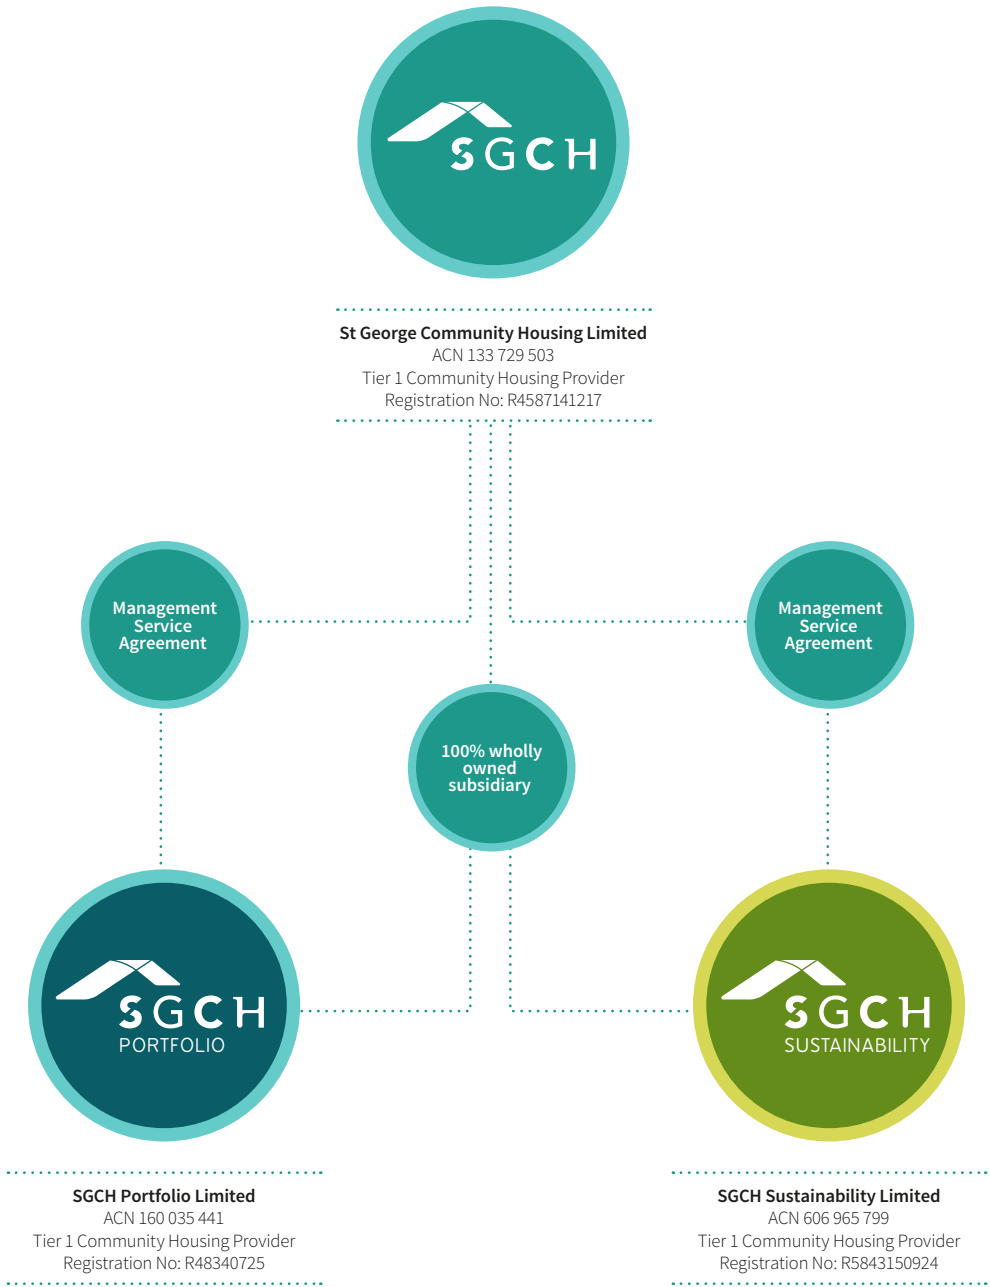 SGCH
St George Community Housing Limited
ACN 133 729 503
Tier 1 Community Housing Provider
Registration No: R4587141217
Management
Service
Agreement
Management
Service
Agreement
100% wholly
owned
subsidiary
SGCH
PORTFOLIO
SGCH
SUSTAINABILITY
SGCH Portfolio Limited
ACN 160 035 441
Tier 1 Community Housing Provider
Registration No: R48340725
SGCH Sustainability Limited
ACN 606 965 799
Tier 1 Community Housing Provider
Registration No: R5843150924